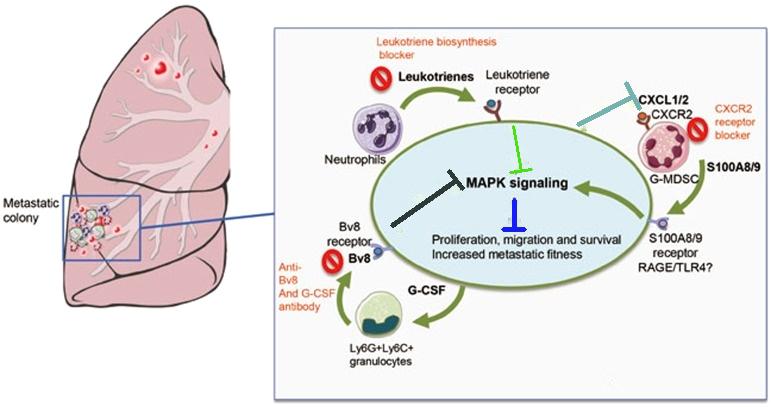 Leukotriene biosynthesis
blocker
Leukotrienes
Leukotriene
receptor
Neutrophils
CXCL1/2
CXCR2
CXCR2
receptor
blocker
G-MDSC
S100A8/9
MAPK signaling
Metastatic
colony
Bv8
receptor
Bv8
Proliferation, migration and survival
Increased metastatic fitness
S100A8/9
receptor
RAGE/TLR4?
Anti-
Bv8
And G-CSF
antibody
G-CSF
Ly6G+Ly6C+
granulocytes